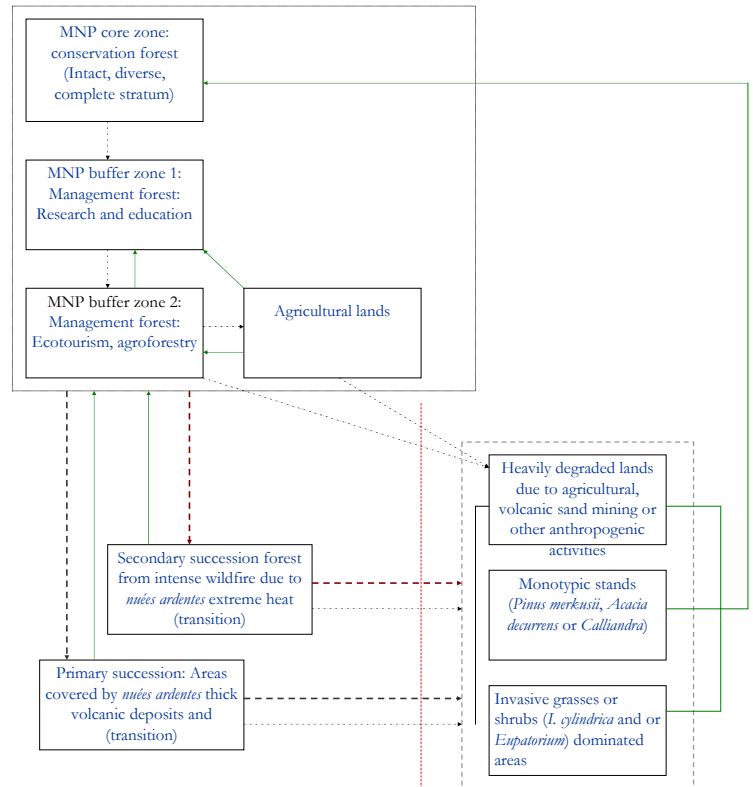 MNP core zone:
conservation forest
(Intact, diverse,
complete stratum)
MNP buffer zone 1:
Management forest:
Research and education
MNP buffer zone 2:
Management forest:
Ecotourism, agroforestry
Agricultural lands
Heavily degraded lands
due to agricultural,
volcanic sand mining or
other anthropogenic
activities
Secondary succession forest
from intense wildfire due to
nuées ardentes extreme heat
(transition)
Monotypic stands
(Pinus merkusii, Acacia
decurrens or Calliandra)
Primary succession: Areas
covered by nuées ardentes thick
volcanic deposits and
(transition)
Invasive grasses or
shrubs (I. cylindrica and or
Eupatorium) dominated
areas